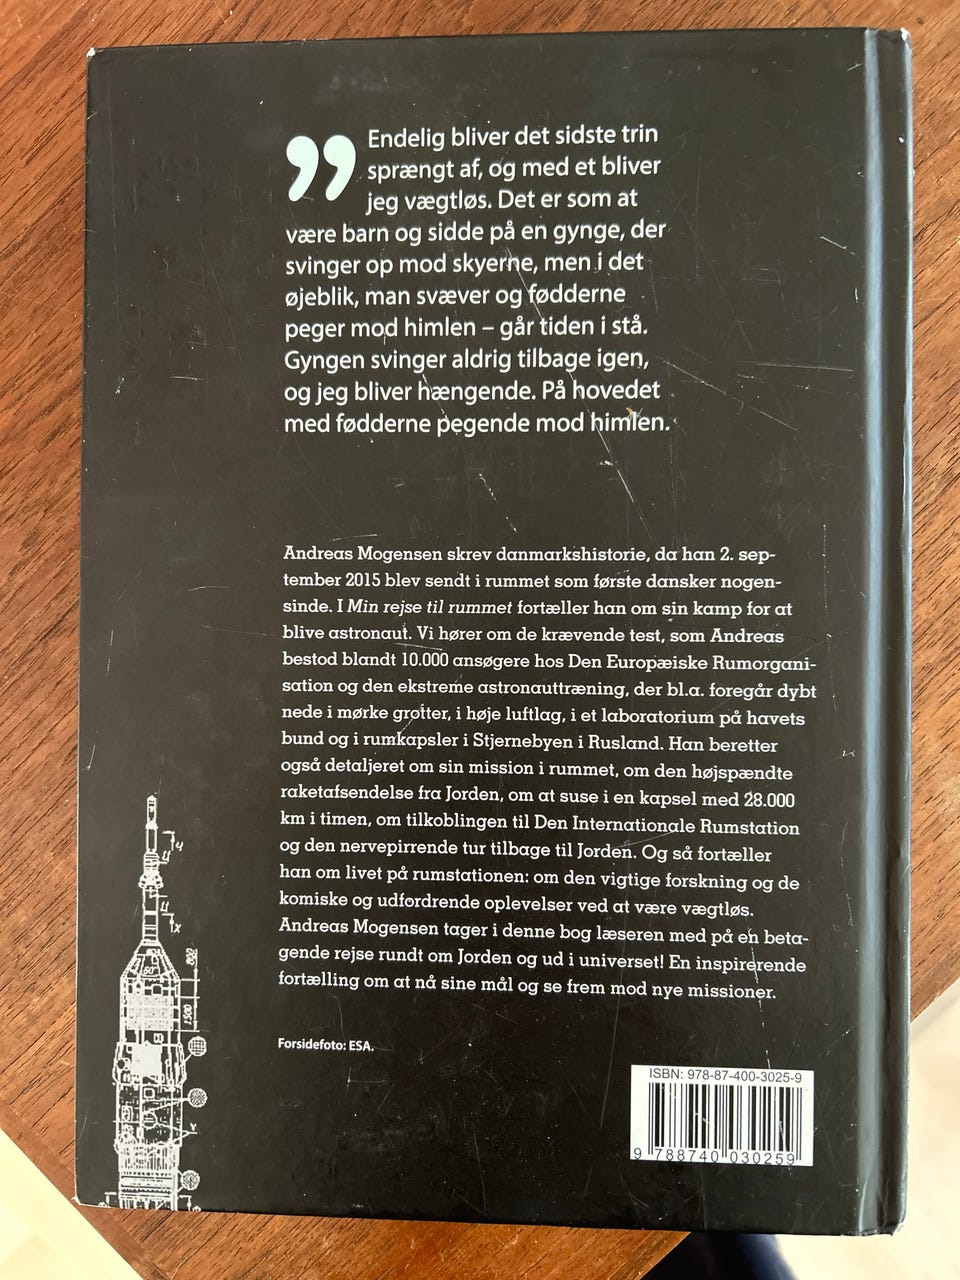 ” Endelig bliver det sidste trin
sprængt af, og med et bliver
jeg vægtløs. Det er som at
være barn og sidde på en gynge, der
svinger op mod skyerne, men i det
øjeblik, man svæver og fødderne
peger mod himlen – går tiden i stå.
Gyngen svinger aldrig tilbage igen,
og jeg bliver hængende. På hovedet
med fødderne pegende mod himlen.
Andreas Mogensen skrev danmarkshistorie, da han 2. sep-
tember 2015 blev sendt i rummet som første dansker nogen-
sinde. I Min rejse til rummet fortæller han om sin kamp for at
blive astronaut. Vi hører om de krævende test, som Andreas
bestod blandt 10.000 ansøgere hos Den Europæiske Rumorgani-
sation og den ekstreme astronauttræning, der bl.a. foregår dybt
nede i mørke grotter, i høje luftlag, i et laboratorium på havets
bund og i rumkapsler i Stjernebyen i Rusland. Han beretter
også detaljeret om sin mission i rummet, om den højspændte
raketafsendelse fra Jorden, om at suse i en kapsel med 28.000
km i timen, om tilkoblingen til Den Internationale Rumstation
og den nervepirrende tur tilbage til Jorden. Og så fortæller
han om livet på rumstationen: om den vigtige forskning og de
komiske og udfordrende oplevelser ved at være vægtløs.
Andreas Mogensen tager i denne bog læseren med på en beta-
gende rejse rundt om Jorden og ud i universet! En inspirerende
fortælling om at nå sine mål og se frem mod nye missioner.
Forsidefoto: ESA.
ISBN: 978-87-400-3025-9
9 788740 030259